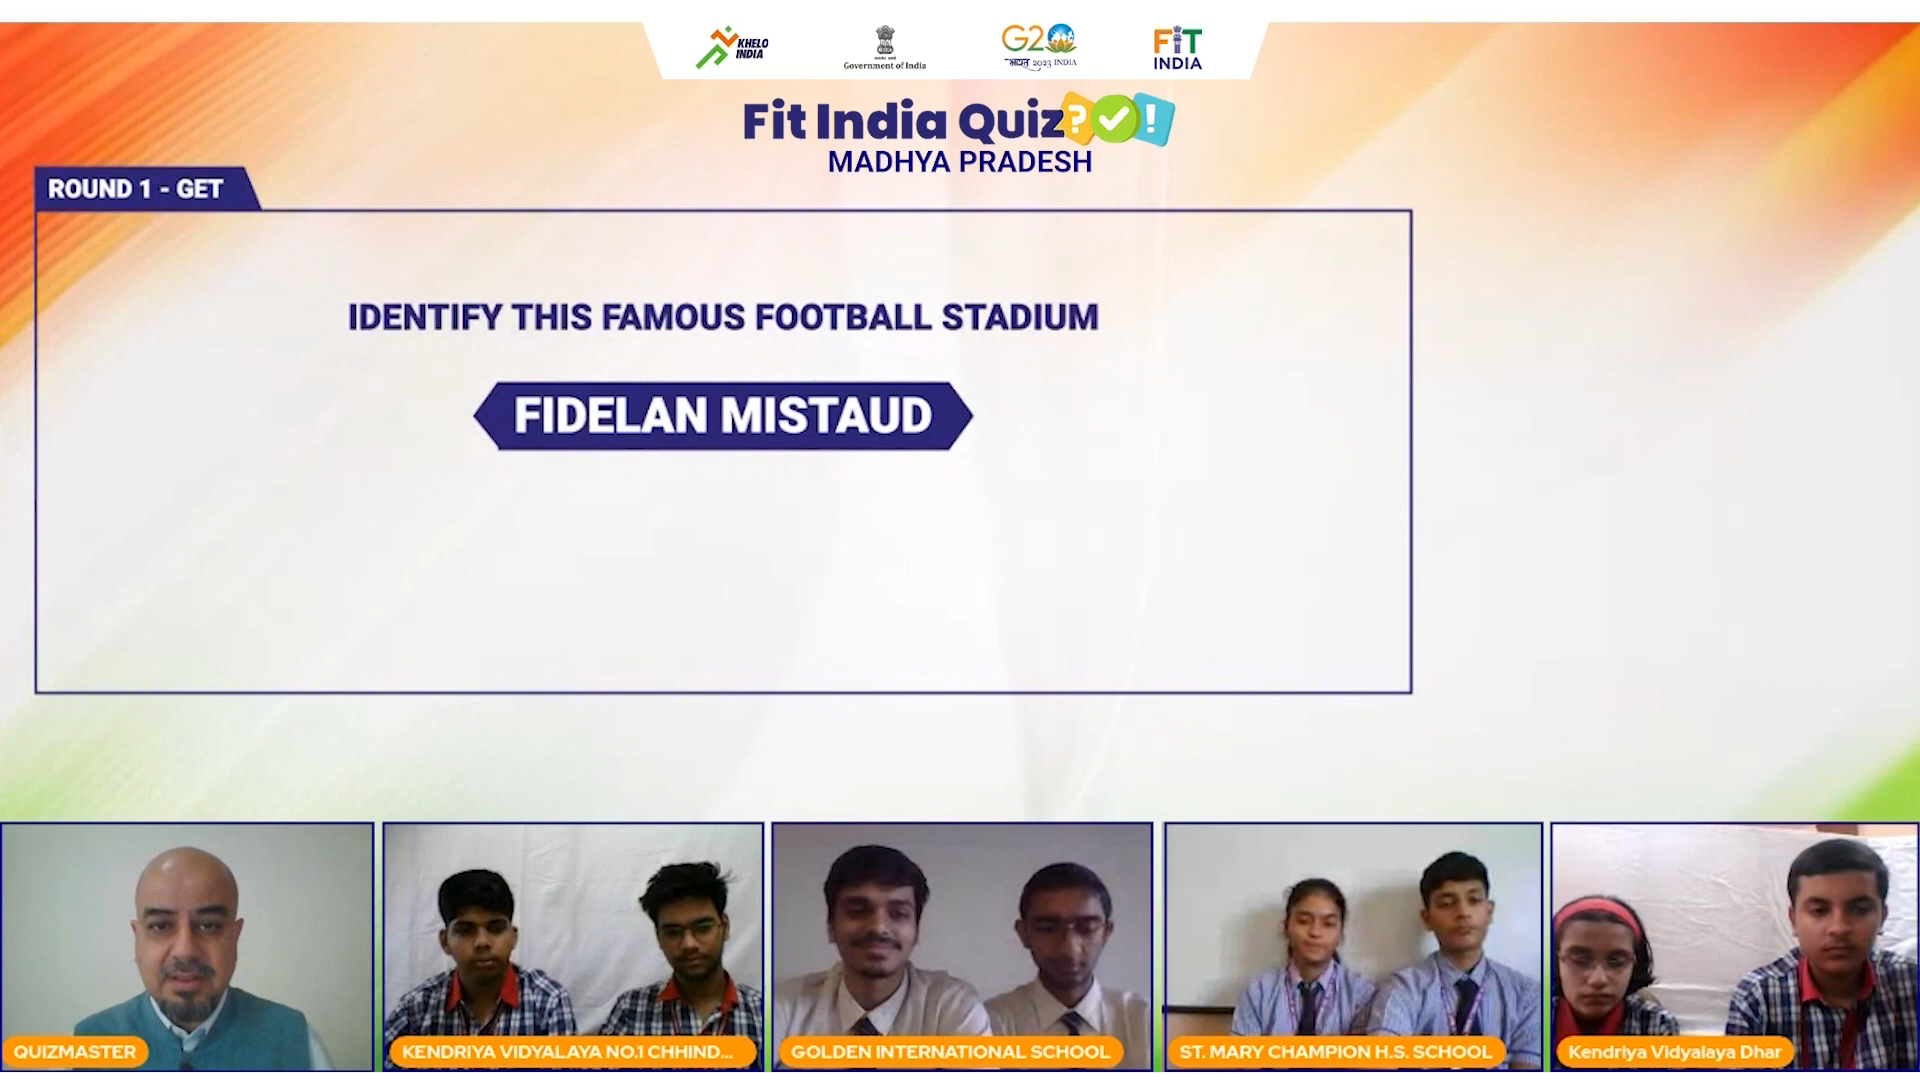 KHELO
INDIA
Government of India
G20
भारत 2023 INDIA
FIT
INDIA
Fit India Quiz?!
MADHYA PRADESH
ROUND 1 - GET
IDENTIFY THIS FAMOUS FOOTBALL STADIUM
FIDELAN MISTAUD
QUIZMASTER
KENDRIYA VIDYALAYA NO.1 CHHIND...
GOLDEN INTERNATIONAL SCHOOL
ST. MARY CHAMPION H.S. SCHOOL
Kendriya Vidyalaya Dhar